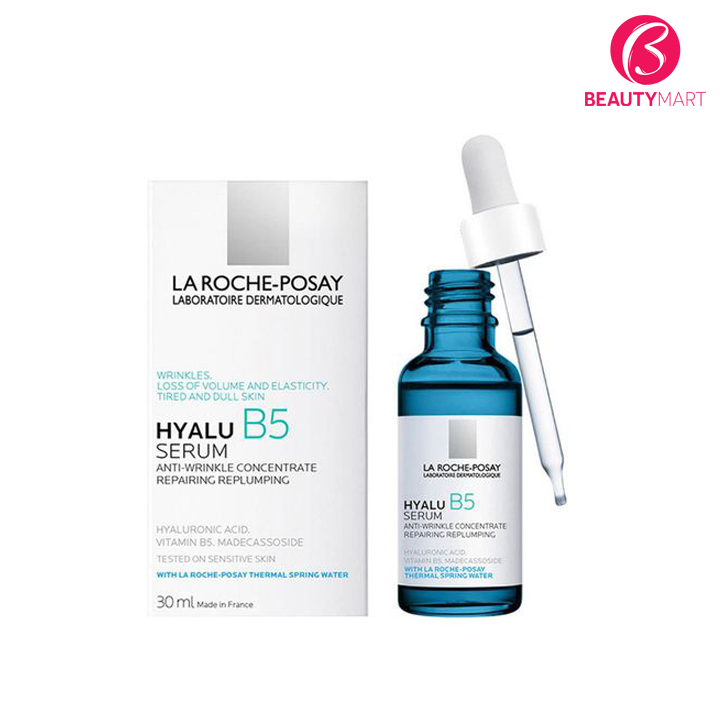 BEAUTYMART
LA ROCHE-POSAY
LABORATOIRE DERMATOLOGIQUE
WRINKLES,
LOSS OF VOLUME AND ELASTICITY.
TIRED AND DULL SKIN
HYALU B5
SERUM
ANTI-WRINKLE CONCENTRATE
REPAIRING REPLUMPING
HYALURONIC ACID.
VITAMIN B5. MADECASSOSIDE
TESTED ON SENSITIVE SKIN
WITH LA ROCHE-POSAY THERMAL SPRING WATER
30 ml Made in France
LA ROCHE-POSAY
LABORATOIRE DERMATOLOGIQUE
HYALU B5
SERUM
ANTI-WRINKLE CONCENTRATE
REPAIRING REPLUMPING
HYALURONIC ACID.
VITAMIN B5. MADECASSOSIDE
WITH LA ROCHE-POSAY
THERMAL SPRING WATER